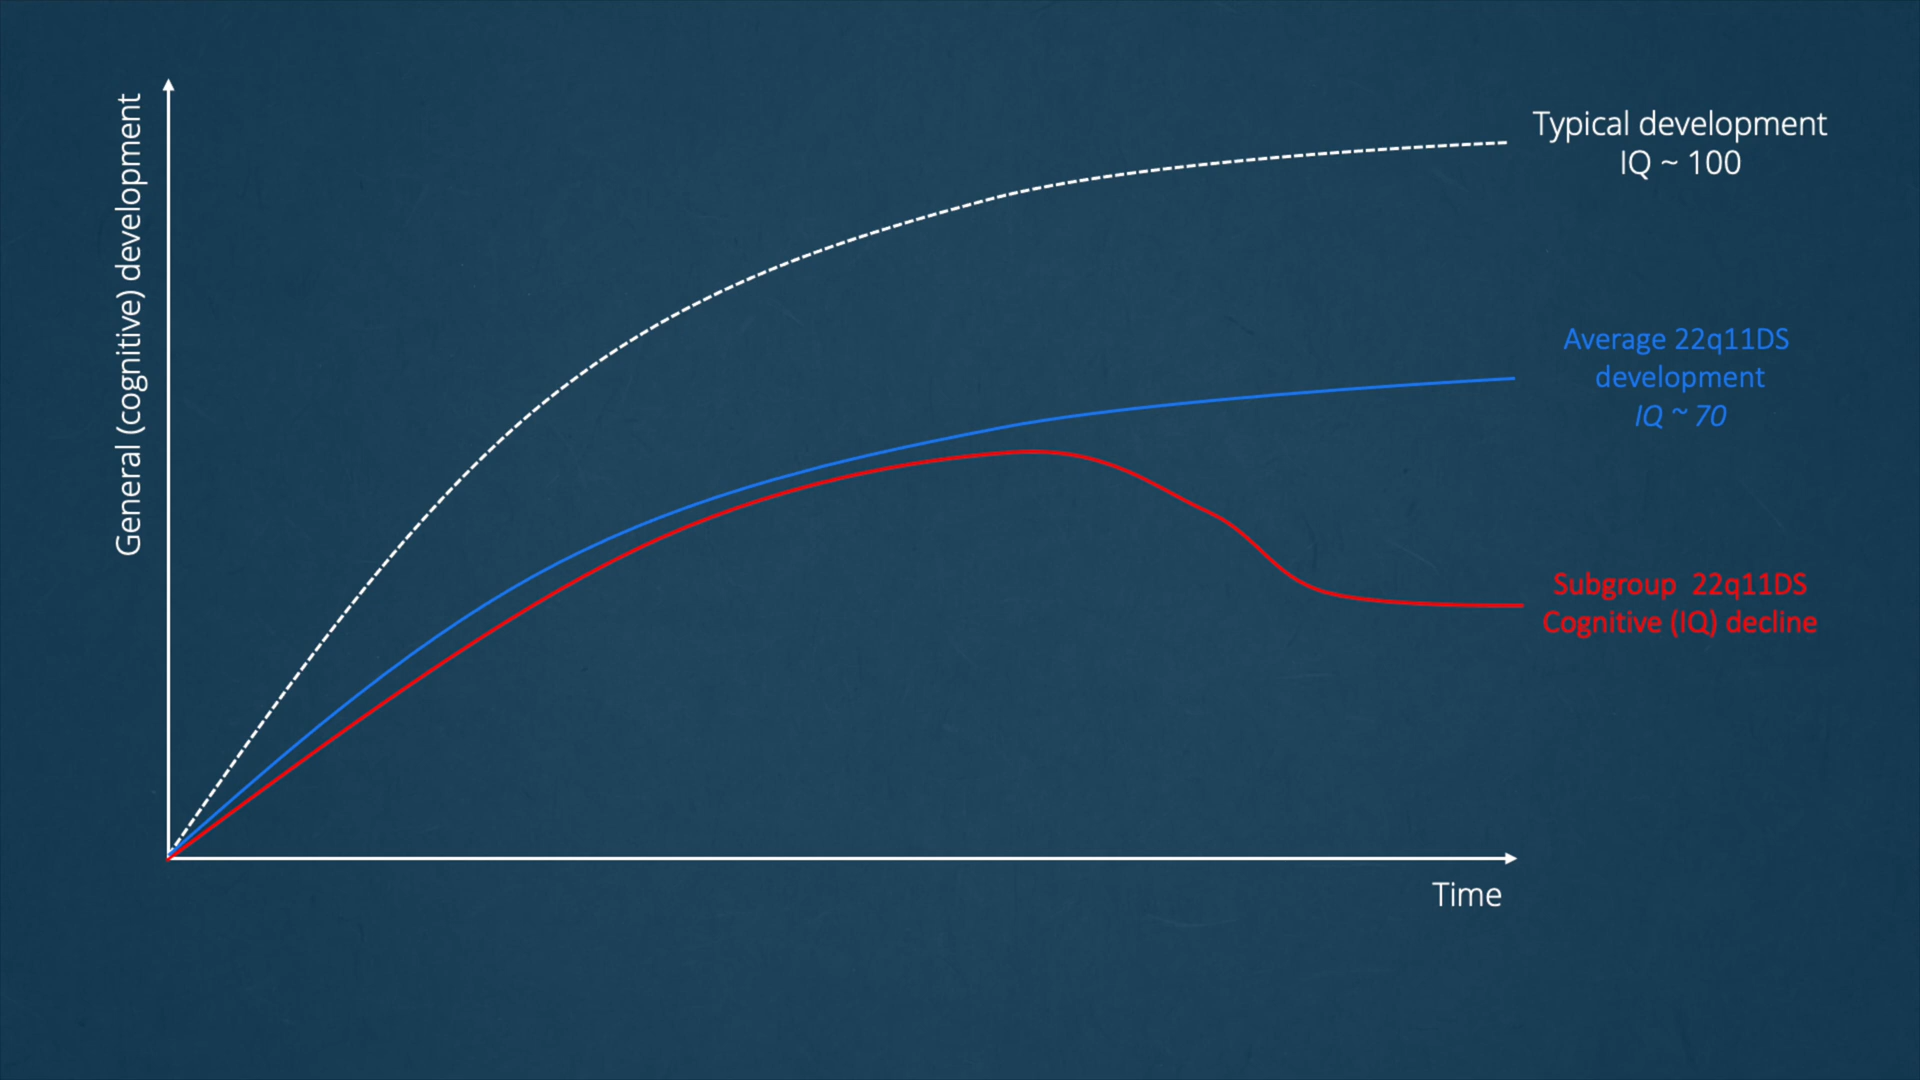 General (cognitive) development
Typical development
IQ ~ 100
Average 22q11DS
development
IQ ~ 70
Subgroup  22q11DS
Cognitive (IQ) decline
Time